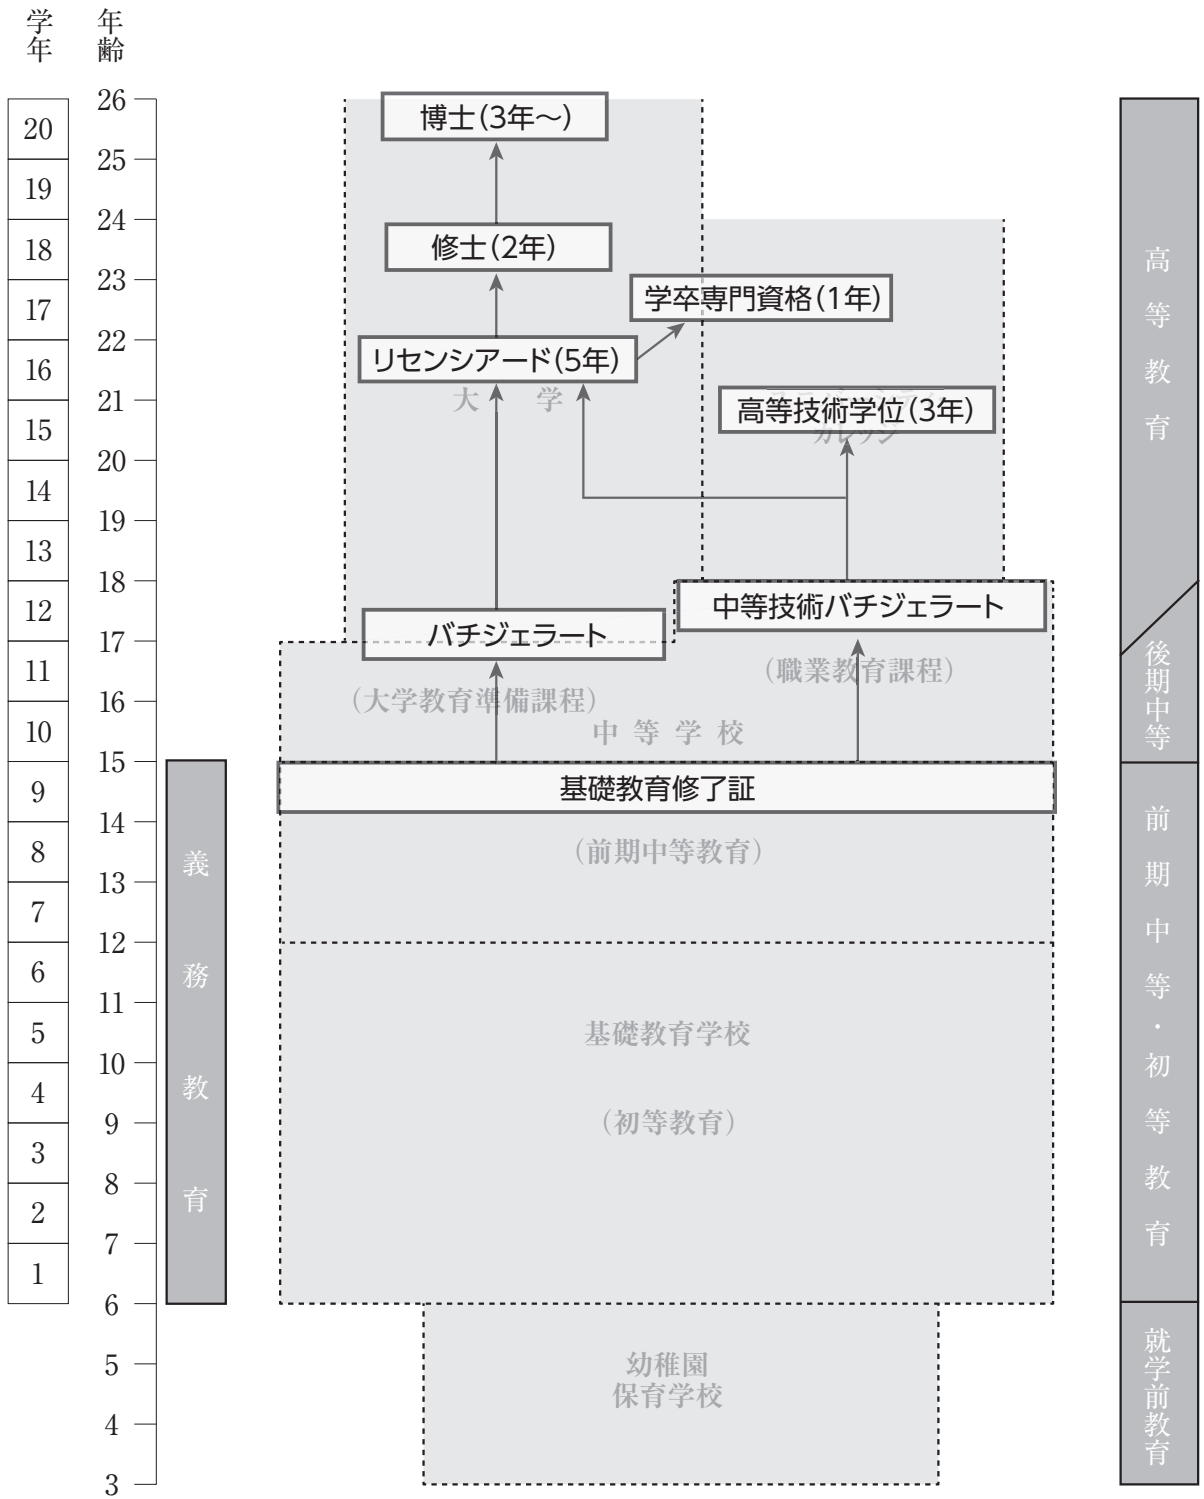 学年
年齢
26
20
25
19
24
18
23
17
22
16
21
15
20
14
19
13
18
12
17
11
16
10
15
9
14
8
13
7
12
6
11
5
10
4
9
3
8
2
7
1
6
5
4
3
義務教育
博士(3年〜)
修士(2年)
学卒専門資格(1年)
リセンシアード(5年)
大学
高等技術学位(3年)
カレッジ
中等技術バチジェラート
バチジェラート
(職業教育課程)
(大学教育準備課程)
中等学校
基礎教育修了証
(前期中等教育)
基礎教育学校
(初等教育)
幼稚園
保育学校
高等教育
後期中等
前期中等・初等教育
就学前教育